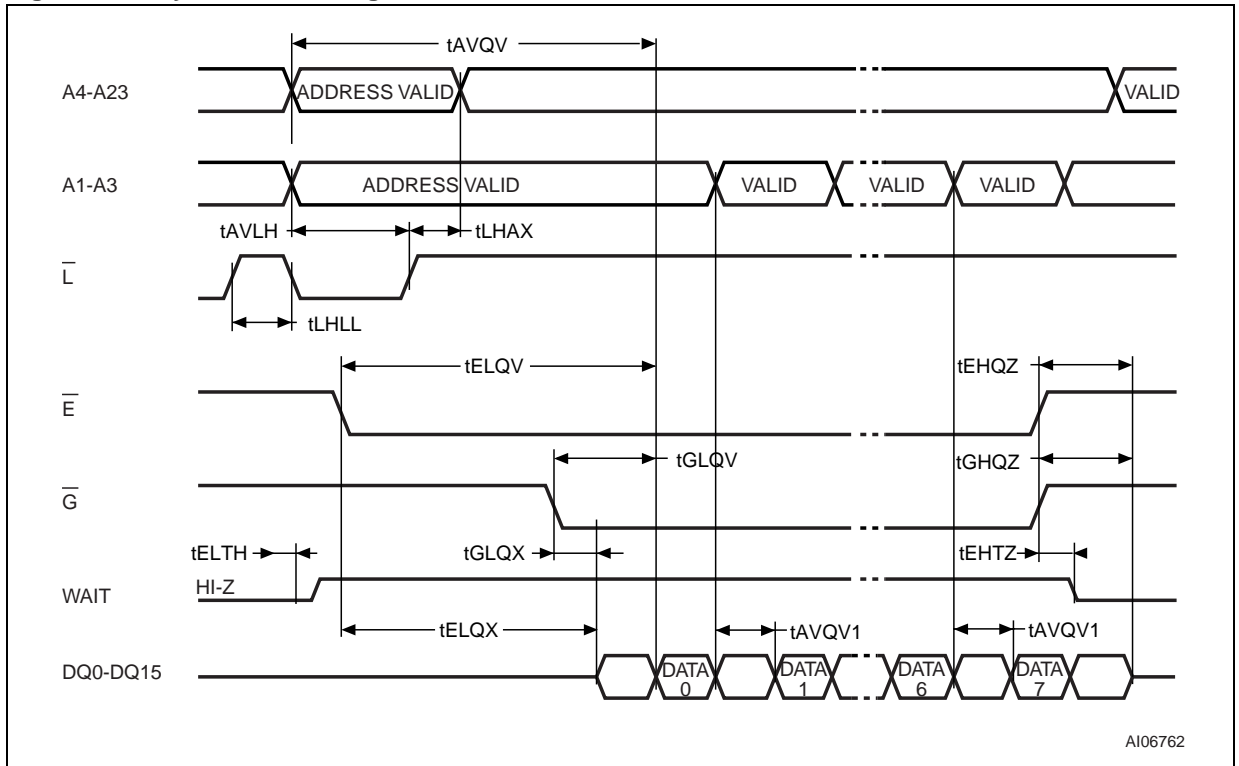 tAVQV
A4-A23
ADDRESS VALID
VALID
A1-A3
ADDRESS VALID
VALID
VALID
VALID
tAVLH
tLHAX
L
tLHLL
tELQV
tEHQZ
E
tGLQV
tGHQZ
G
tELTH
tGLQX
tEHTZ
WAIT
HI-Z
tELQX
tAVQV1
tAVQV1
DQ0-DQ15
DATA
0
DATA
1
DATA
6
DATA
7
AI06762